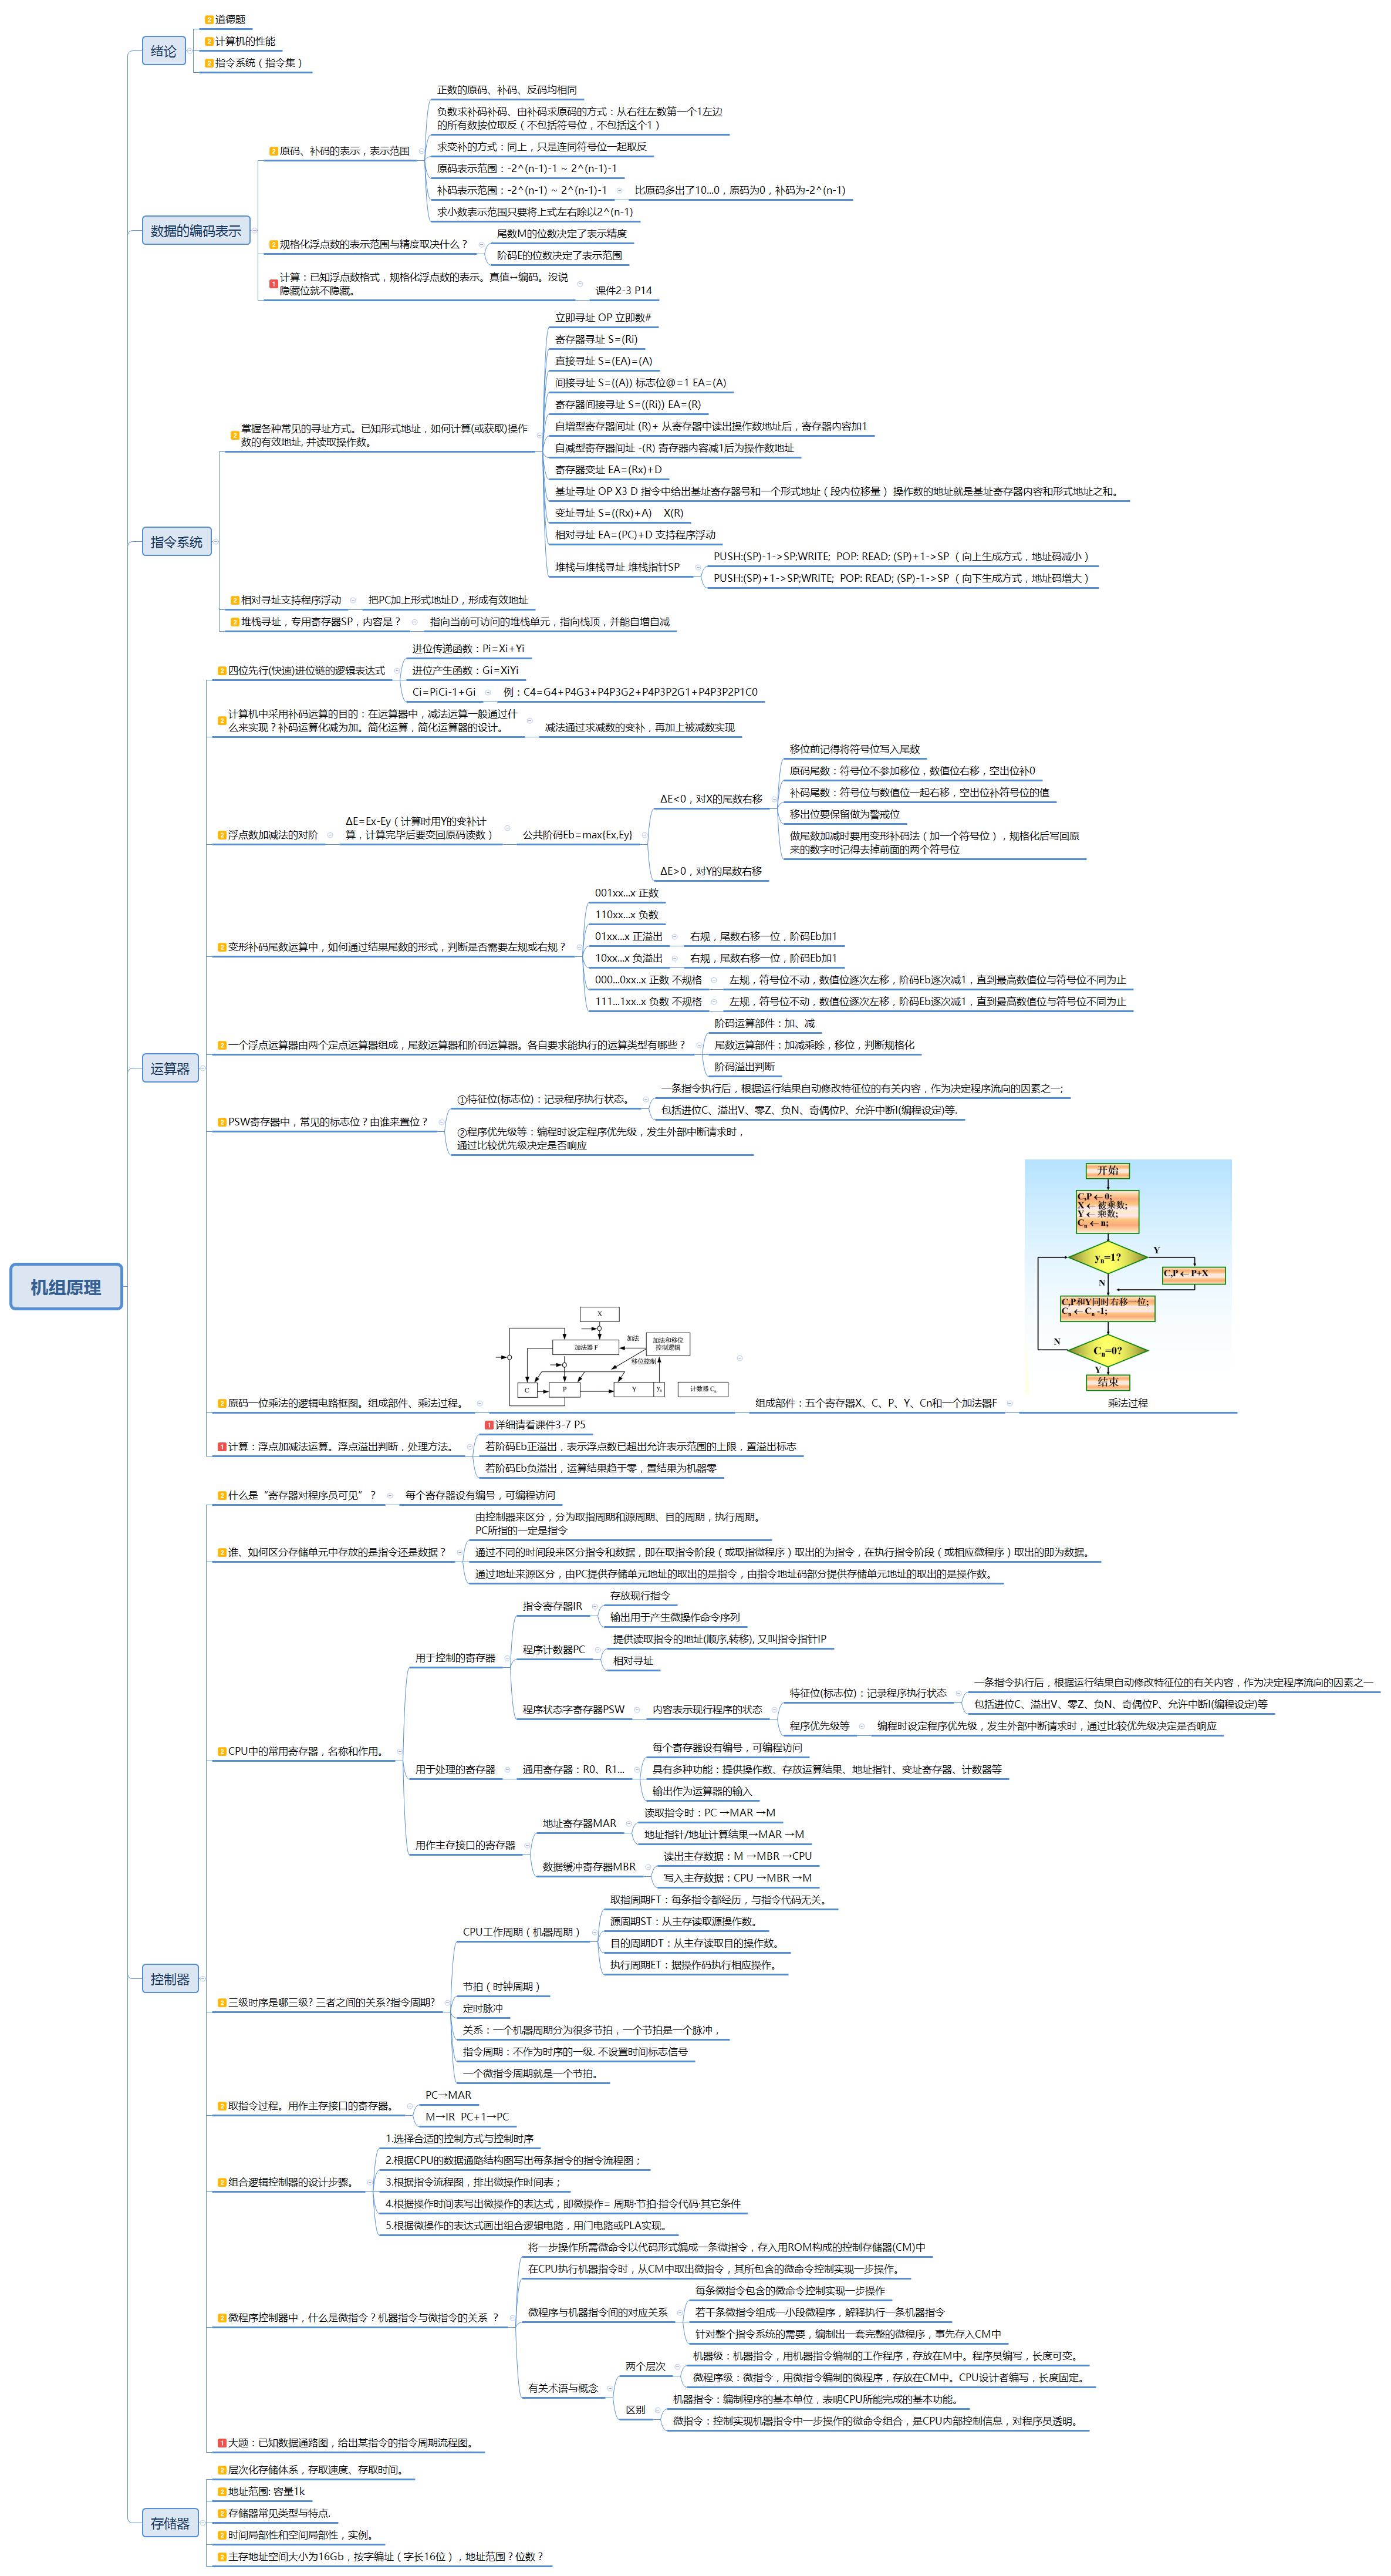 机组原理
绪论
2 道德题
2 计算机的性能
2 指令系统（指令集）
数据的编码表示
2 原码、补码的表示，表示范围
正数的原码、补码、反码均相同
负数求补码补码、由补码求原码的方式：从右往左数第一个1左边
的所有数按位取反（不包括符号位，不包括这个1）
求变补的方式：同上，只是连同符号位一起取反
原码表示范围：-2^(n-1)-1 ~ 2^(n-1)-1
补码表示范围：-2^(n-1) ~ 2^(n-1)-1
比原码多出了10...0，原码为0，补码为-2^(n-1)
求小数表示范围只要将上式左右除以2^(n-1)
2 规格化浮点数的表示范围与精度取决什么？
尾数M的位数决定了表示精度
阶码E的位数决定了表示范围
1 计算：已知浮点数格式，规格化浮点数的表示。真值↔编码。没说
隐藏位就不隐藏。
课件2-3 P14
指令系统
2 掌握各种常见的寻址方式。已知形式地址，如何计算(或获取)操作
数的有效地址, 并读取操作数。
立即寻址 OP 立即数#
寄存器寻址 S=(Ri)
直接寻址 S=(EA)=(A)
间接寻址 S=((A)) 标志位@=1 EA=(A)
寄存器间接寻址 S=((Ri)) EA=(R)
自增型寄存器间址 (R)+ 从寄存器中读出操作数地址后，寄存器内容加1
自减型寄存器间址 -(R) 寄存器内容减1后为操作数地址
寄存器变址 EA=(Rx)+D
基址寻址 OP X3 D 指令中给出基址寄存器号和一个形式地址（段内位移量） 操作数的地址就是基址寄存器内容和形式地址之和。
变址寻址 S=((Rx)+A) X(R)
相对寻址 EA=(PC)+D 支持程序浮动
堆栈与堆栈寻址 堆栈指针SP
PUSH:(SP)-1->SP;WRITE; POP: READ; (SP)+1->SP （向上生成方式，地址码减小）
PUSH:(SP)+1->SP;WRITE; POP: READ; (SP)-1->SP （向下生成方式，地址码增大）
2 相对寻址支持程序浮动
把PC加上形式地址D，形成有效地址
2 堆栈寻址，专用寄存器SP，内容是？
指向当前可访问的堆栈单元，指向栈顶，并能自增自减
运算器
2 四位先行(快速)进位链的逻辑表达式
进位传递函数：Pi=Xi+Yi
进位产生函数：Gi=XiYi
Ci=PiCi-1+Gi
例：C4=G4+P4G3+P4P3G2+P4P3P2G1+P4P3P2P1C0
2 计算机中采用补码运算的目的：在运算器中，减法运算一般通过什
么来实现？补码运算化减为加。简化运算，简化运算器的设计。
减法通过求减数的变补，再加上被减数实现
2 浮点数加减法的对阶
ΔE=Ex-Ey（计算时用Y的变补计
算，计算完毕后要变回原码读数）
公共阶码Eb=max{Ex,Ey}
ΔE<0，对X的尾数右移
移位前记得将符号位写入尾数
原码尾数：符号位不参加移位，数值位右移，空出位补0
补码尾数：符号位与数值位一起右移，空出位补符号位的值
移出位要保留做为警戒位
做尾数加减时要用变形补码法（加一个符号位），规格化后写回原
来的数字时记得去掉前面的两个符号位
ΔE>0，对Y的尾数右移
2 变形补码尾数运算中，如何通过结果尾数的形式，判断是否需要左规或右规？
001xx...x 正数
110xx...x 负数
01xx...x 正溢出
右规，尾数右移一位，阶码Eb加1
10xx...x 负溢出
右规，尾数右移一位，阶码Eb加1
000...0xx..x 正数 不规格
左规，符号位不动，数值位逐次左移，阶码Eb逐次减1，直到最高数值位与符号位不同为止
111...1xx..x 负数 不规格
左规，符号位不动，数值位逐次左移，阶码Eb逐次减1，直到最高数值位与符号位不同为止
2 一个浮点运算器由两个定点运算器组成，尾数运算器和阶码运算器。各自要求能执行的运算类型有哪些？
阶码运算部件：加、减
尾数运算部件：加减乘除，移位，判断规格化
阶码溢出判断
3 PSW寄存器中，常见的标志位？由谁来置位？
①特征位(标志位)：记录程序执行状态。
一条指令执行后，根据运行结果自动修改特征位的有关内容，作为决定程序流向的因素之一;
包括进位C、溢出V、零Z、负N、奇偶位P、允许中断I(编程设定)等.
②程序优先级等：编程时设定程序优先级，发生外部中断请求时，
通过比较优先级决定是否响应
2 原码一位乘法的逻辑电路框图。组成部件、乘法过程。
X
加法器 F
加法
加法和移位
控制逻辑
移位控制
C
P
Y
yn
计数器 Cn
组成部件：五个寄存器X、C、P、Y、Cn和一个加法器F
开始
C,P ← 0;
X ← 被乘数;
Y ← 乘数;
Cn ← n;
yn=1?
Y
C,P ← P+X
N
C,P和Y同时右移一位;
Cn ← Cn -1;
N
Cn=0?
Y
结束
乘法过程
1 计算：浮点加减法运算。浮点溢出判断，处理方法。
1 详细请看课件3-7 P5
若阶码Eb正溢出，表示浮点数已超出允许表示范围的上限，置溢出标志
若阶码Eb负溢出，运算结果趋于零，置结果为机器零
控制器
2 什么是“寄存器对程序员可见”？
每个寄存器设有编号，可编程访问
2 谁、如何区分存储单元中存放的是指令还是数据？
由控制器来区分，分为取指周期和源周期、目的周期，执行周期。
PC所指的一定是指令
通过不同的时间段来区分指令和数据，即在取指令阶段（或取指微程序）取出的为指令，在执行指令阶段（或相应微程序）取出的即为数据。
通过地址来源区分，由PC提供存储单元地址的取出的是指令，由指令地址码部分提供存储单元地址的取出的是操作数。
2 CPU中的常用寄存器，名称和作用。
用于控制的寄存器
指令寄存器IR
存放现行指令
输出用于产生微操作命令序列
程序计数器PC
提供读取指令的地址(顺序,转移), 又叫指令指针IP
相对寻址
程序状态字寄存器PSW
内容表示现行程序的状态
特征位(标志位)：记录程序执行状态
一条指令执行后，根据运行结果自动修改特征位的有关内容，作为决定程序流向的因素之一
包括进位C、溢出V、零Z、负N、奇偶位P、允许中断I(编程设定)等
程序优先级等
编程时设定程序优先级，发生外部中断请求时，通过比较优先级决定是否响应
用于处理的寄存器
通用寄存器：R0、R1...
每个寄存器设有编号，可编程访问
具有多种功能：提供操作数、存放运算结果、地址指针、变址寄存器、计数器等
输出作为运算器的输入
用作主存接口的寄存器
地址寄存器MAR
读取指令时：PC →MAR →M
地址指针/地址计算结果→MAR →M
数据缓冲寄存器MBR
读出主存数据：M →MBR →CPU
写入主存数据：CPU →MBR →M
2 三级时序是哪三级? 三者之间的关系?指令周期?
CPU工作周期（机器周期）
取指周期FT：每条指令都经历，与指令代码无关。
源周期ST：从主存读取源操作数。
目的周期DT：从主存读取目的操作数。
执行周期ET：据操作码执行相应操作。
节拍（时钟周期）
定时脉冲
关系：一个机器周期分为很多节拍，一个节拍是一个脉冲，
指令周期：不作为时序的一级. 不设置时间标志信号
一个微指令周期就是一个节拍。
2 取指令过程。用作主存接口的寄存器。
PC→MAR
M→IR PC+1→PC
2 组合逻辑控制器的设计步骤。
1.选择合适的控制方式与控制时序
2.根据CPU的数据通路结构图写出每条指令的指令流程图；
3.根据指令流程图，排出微操作时间表；
4.根据操作时间表写出微操作的表达式，即微操作= 周期·节拍·指令代码·其它条件
5.根据微操作的表达式画出组合逻辑电路，用门电路或PLA实现。
2 微程序控制器中，什么是微指令？机器指令与微指令的关系 ？
将一步操作所需微命令以代码形式编成一条微指令，存入用ROM构成的控制存储器(CM)中
在CPU执行机器指令时，从CM中取出微指令，其所包含的微命令控制实现一步操作。
微程序与机器指令间的对应关系
每条微指令包含的微命令控制实现一步操作
若干条微指令组成一小段微程序，解释执行一条机器指令
针对整个指令系统的需要，编制出一套完整的微程序，事先存入CM中
有关术语与概念
两个层次
机器级：机器指令，用机器指令编制的工作程序，存放在M中。程序员编写，长度可变。
微程序级：微指令，用微指令编制的微程序，存放在CM中。CPU设计者编写，长度固定。
区别
机器指令：编制程序的基本单位，表明CPU所能完成的基本功能。
微指令：控制实现机器指令中一步操作的微命令组合，是CPU内部控制信息，对程序员透明。
1 大题：已知数据通路图，给出某指令的指令周期流程图。
存储器
3 层次化存储体系，存取速度、存取时间。
2 地址范围: 容量1k
2 存储器常见类型与特点.
2 时间局部性和空间局部性，实例。
2 主存地址空间大小为16Gb，按字编址（字长16位），地址范围？位数？